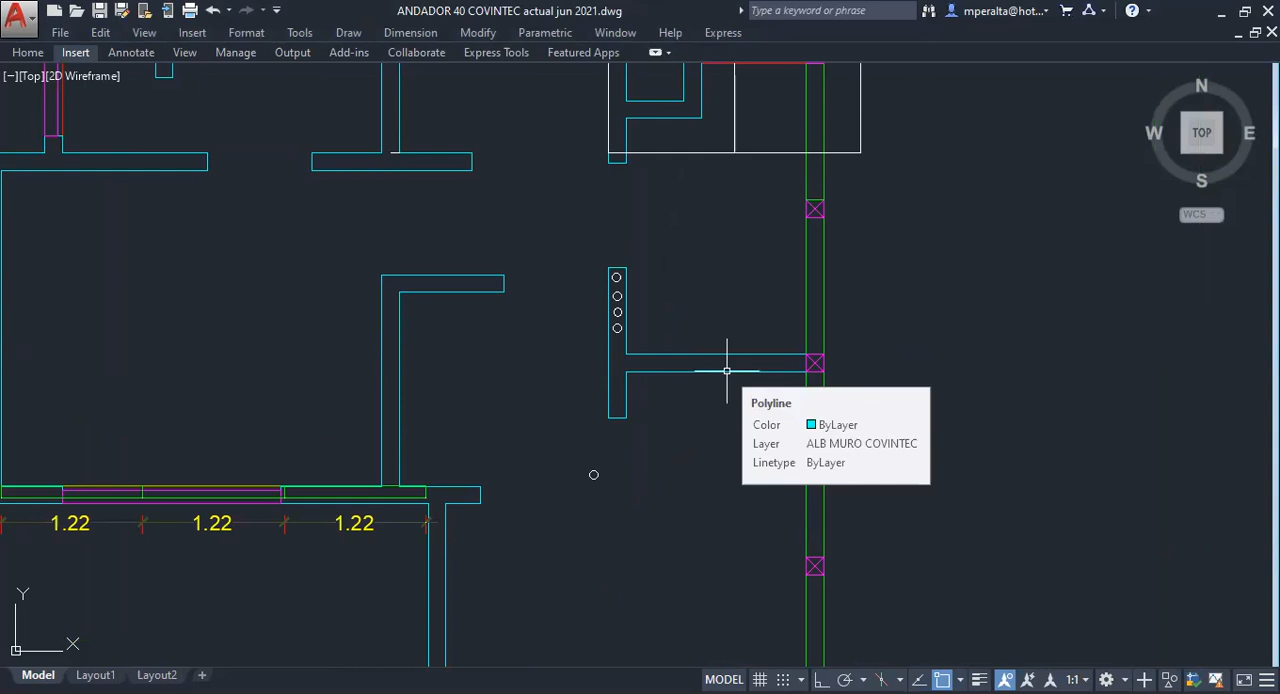 ANDADOR 40 COVINTEC actual jun 2021.dwg
Type a keyword or phrase
mperalta@hot...
File Edit View Insert Format Tools Draw Dimension Modify Parametric Window Help Express
Home Insert Annotate View Manage Output Add-ins Collaborate Express Tools Featured Apps
[−][Top][2D Wireframe]
N
W TOP E
S
WCS
Polyline
Color ByLayer
Layer ALB MURO COVINTEC
Linetype ByLayer
1.22 1.22 1.22
Y
X
Model Layout1 Layout2 +
MODEL 1:1